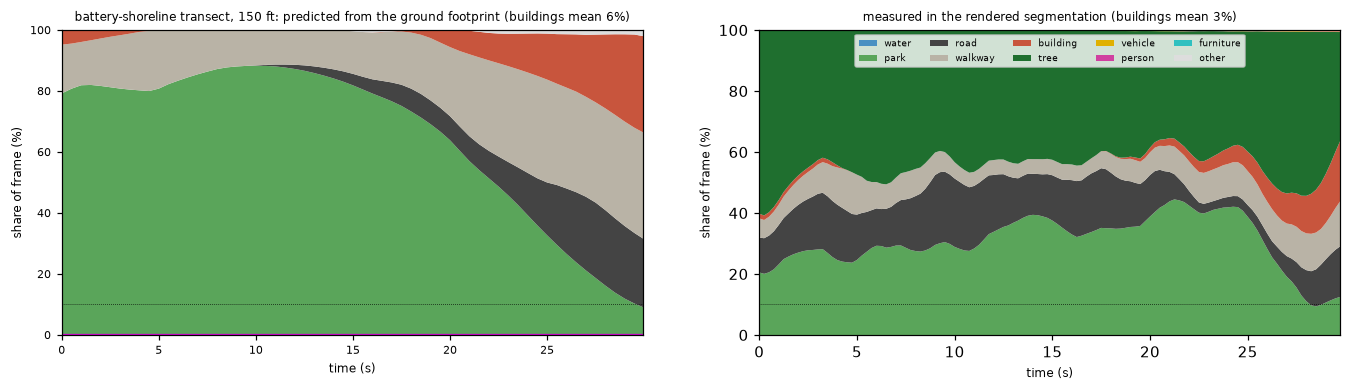 battery-shoreline transect, 150 ft: predicted from the ground footprint (buildings mean 6%)
share of frame (%)
100
80
60
40
20
0
0 5 10 15 20 25
time (s)
measured in the rendered segmentation (buildings mean 3%)
share of frame (%)
100
80
60
40
20
0
water road building vehicle furniture
park walkway tree person other
0 5 10 15 20 25
time (s)